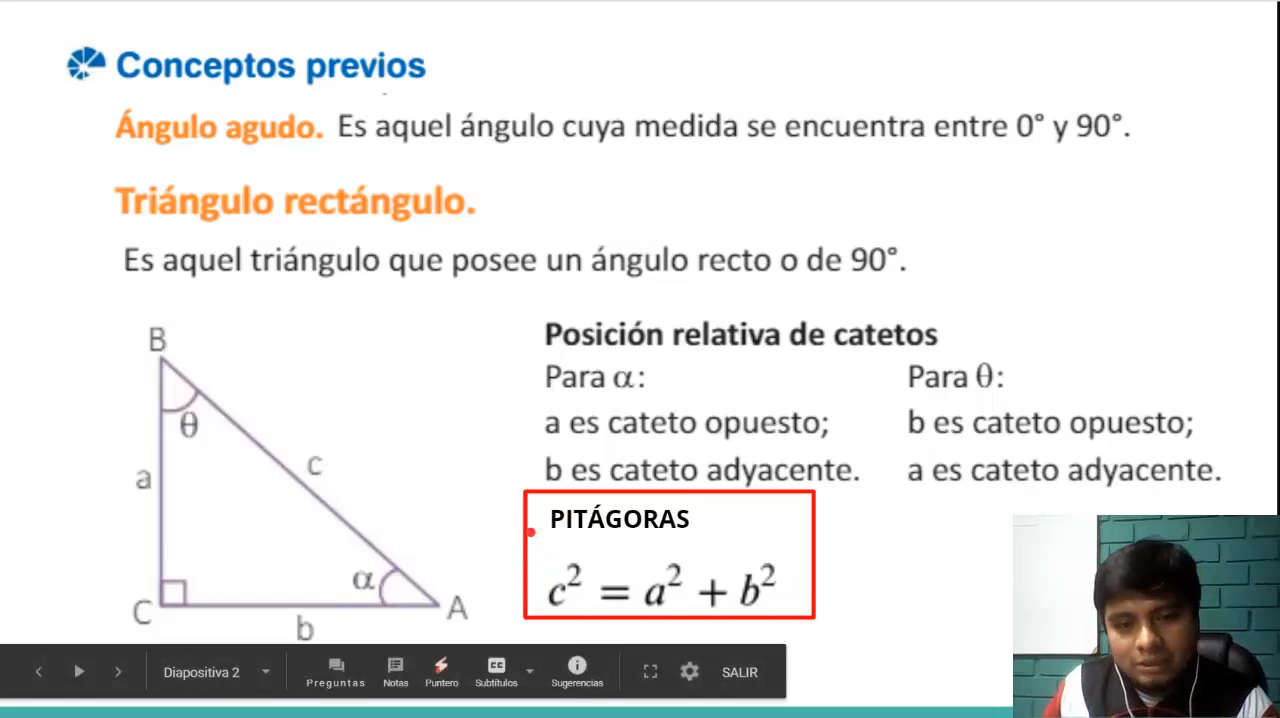 Conceptos previos
Ángulo agudo. Es aquel ángulo cuya medida se encuentra entre 0° y 90°.
Triángulo rectángulo.
Es aquel triángulo que posee un ángulo recto o de 90°.
B
θ
a
c
α
C
b
A
Posición relativa de catetos
Para α:
a es cateto opuesto;
b es cateto adyacente.
Para θ:
b es cateto opuesto;
a es cateto adyacente.
PITÁGORAS
c² = a² + b²
Diapositiva 2
Preguntas
Notas
Puntero
CC
Subtítulos
Sugerencias
SALIR